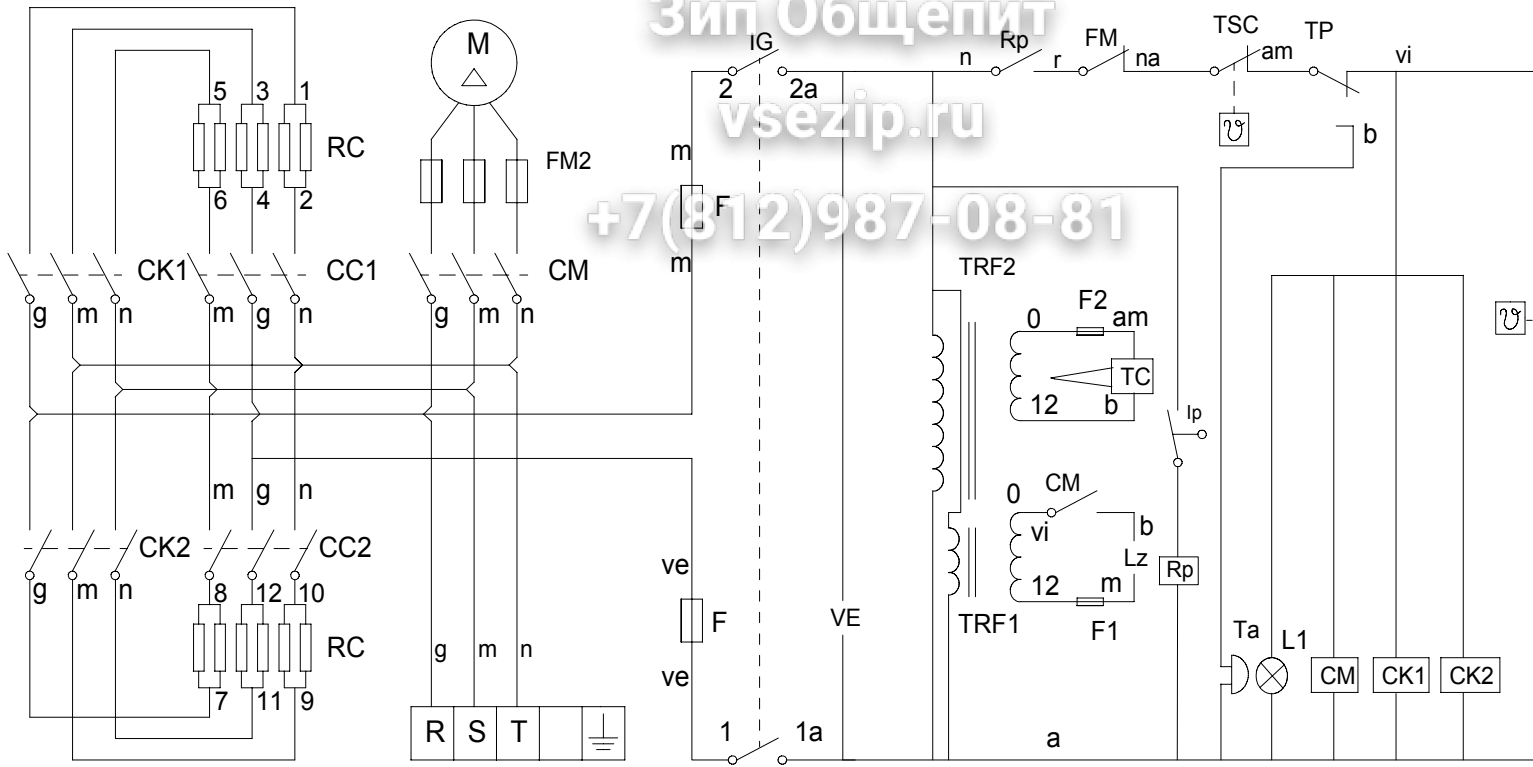 Зип Общепит
vsezip.ru
+7(812)987-08-81
M
IG
n
Rp
r
FM
na
TSC
am
TP
vi
5 3 1
2 2a
ϑ
b
RC
FM2
m
6 4 2
F
m
CK1
CC1
CM
TRF2
g m n m g n g m n
0 F2 am
ϑ
TC
12 b
Ip
m g n
0 CM
vi
b
CK2
CC2
Lz
g m n 8 12 10
ve
12 m
Rp
RC
F
VE
TRF1
F1
Ta
L1
g m n
ve
CM CK1 CK2
7 11 9
R S T
1 1a
a